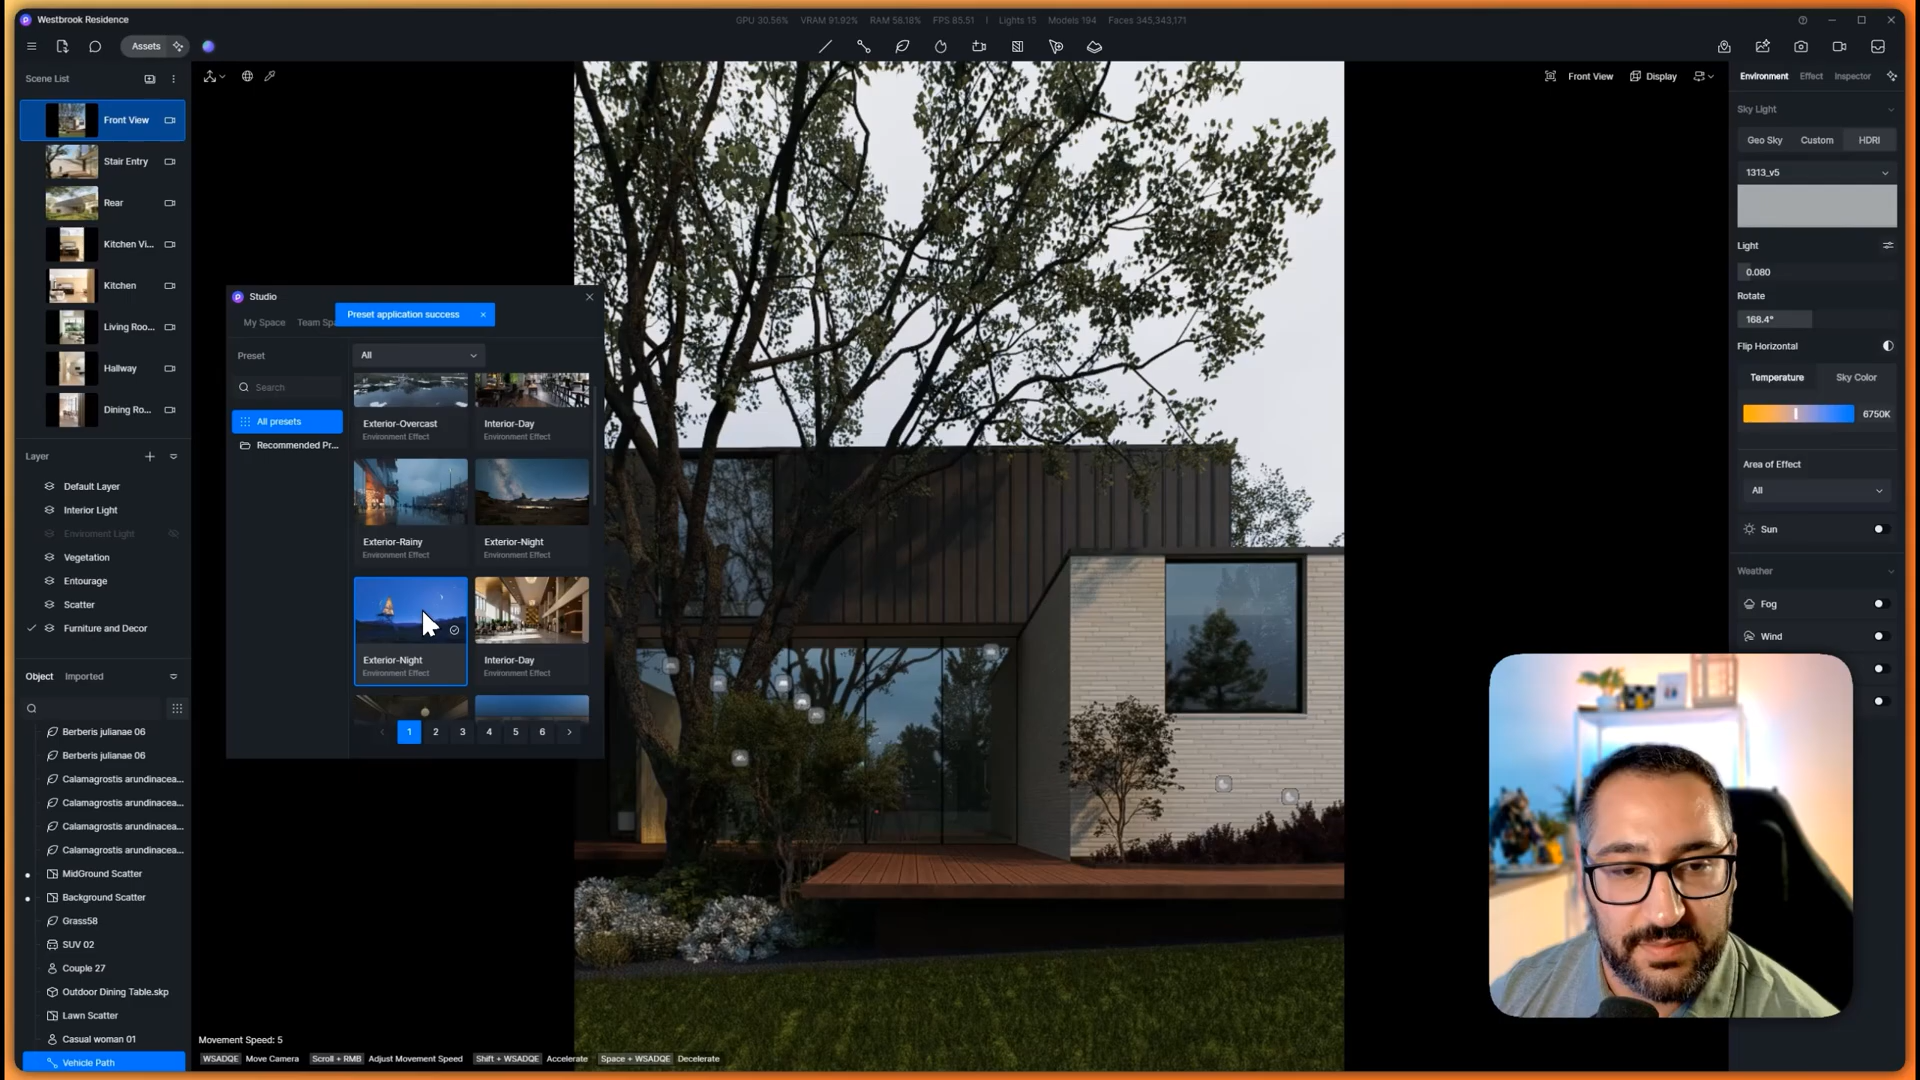 Westbrook Residence
GPU 30.56% VRAM 91.92% RAM 58.18% FPS 85.51 | Lights 15 Models 194 Faces 345,343,171
Assets
Scene List
Front View
Stair Entry
Rear
Kitchen Vi...
Kitchen
Living Roo...
Hallway
Dining Ro...
Layer
Default Layer
Interior Light
Enviroment Light
Vegetation
Entourage
Scatter
Furniture and Decor
Object Imported
Berberis julianae 06
Berberis julianae 06
Calamagrostis arundinacea...
Calamagrostis arundinacea...
Calamagrostis arundinacea...
Calamagrostis arundinacea...
MidGround Scatter
Background Scatter
Grass58
SUV 02
Couple 27
Outdoor Dining Table.skp
Lawn Scatter
Casual woman 01
Vehicle Path
Studio
Preset application success
My Space Team Spa
Preset
All
Search
All presets
Recommended Pr...
Exterior-Overcast
Environment Effect
Interior-Day
Environment Effect
Exterior-Rainy
Environment Effect
Exterior-Night
Environment Effect
Exterior-Night
Environment Effect
Interior-Day
Environment Effect
1 2 3 4 5 6
Movement Speed: 5
WSADQE Move Camera Scroll + RMB Adjust Movement Speed Shift + WSADQE Accelerate Space + WSADQE Decelerate
Front View Display
Environment Effect Inspector
Sky Light
Geo Sky Custom HDRI
1313_v5
Light
0.080
Rotate
168.4°
Flip Horizontal
Temperature Sky Color
6750K
Area of Effect
All
Sun
Weather
Fog
Wind